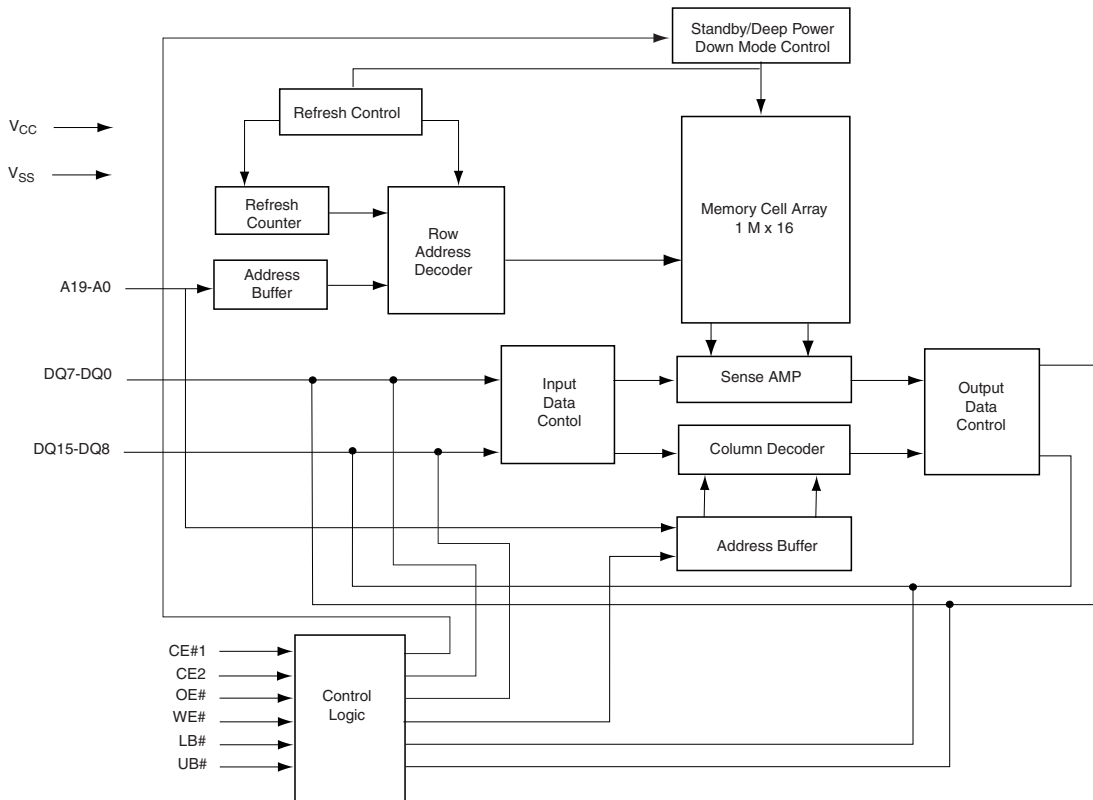 Standby/Deep Power
Down Mode Control
Refresh Control
VCC
VSS
Memory Cell Array
1 M x 16
Refresh
Counter
Row
Address
Decoder
Address
Buffer
A19-A0
DQ7-DQ0
Input
Data
Contol
Sense AMP
Output
Data
Control
DQ15-DQ8
Column Decoder
Address Buffer
CE#1
CE2
OE#
WE#
LB#
UB#
Control
Logic